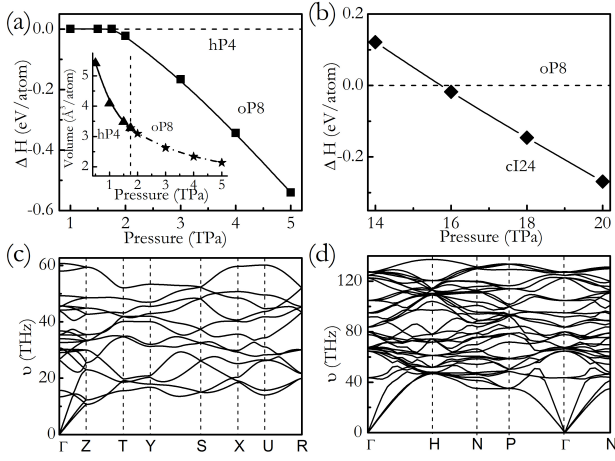 (a)
0.0
-0.2
-0.4
-0.6
Δ H (eV/atom)
hP4
oP8
5
4
3
2
Volume (Å³/atom)
hP4
oP8
1 2 3 4 5
Pressure (TPa)
1 2 3 4 5
Pressure (TPa)
(b)
0.2
0.0
-0.2
Δ H (eV/atom)
oP8
cI24
14 16 18 20
Pressure (TPa)
(c)
60
40
20
0
υ (THz)
Γ Z T Y S X U R
(d)
120
80
40
0
υ (THz)
Γ H N P Γ N